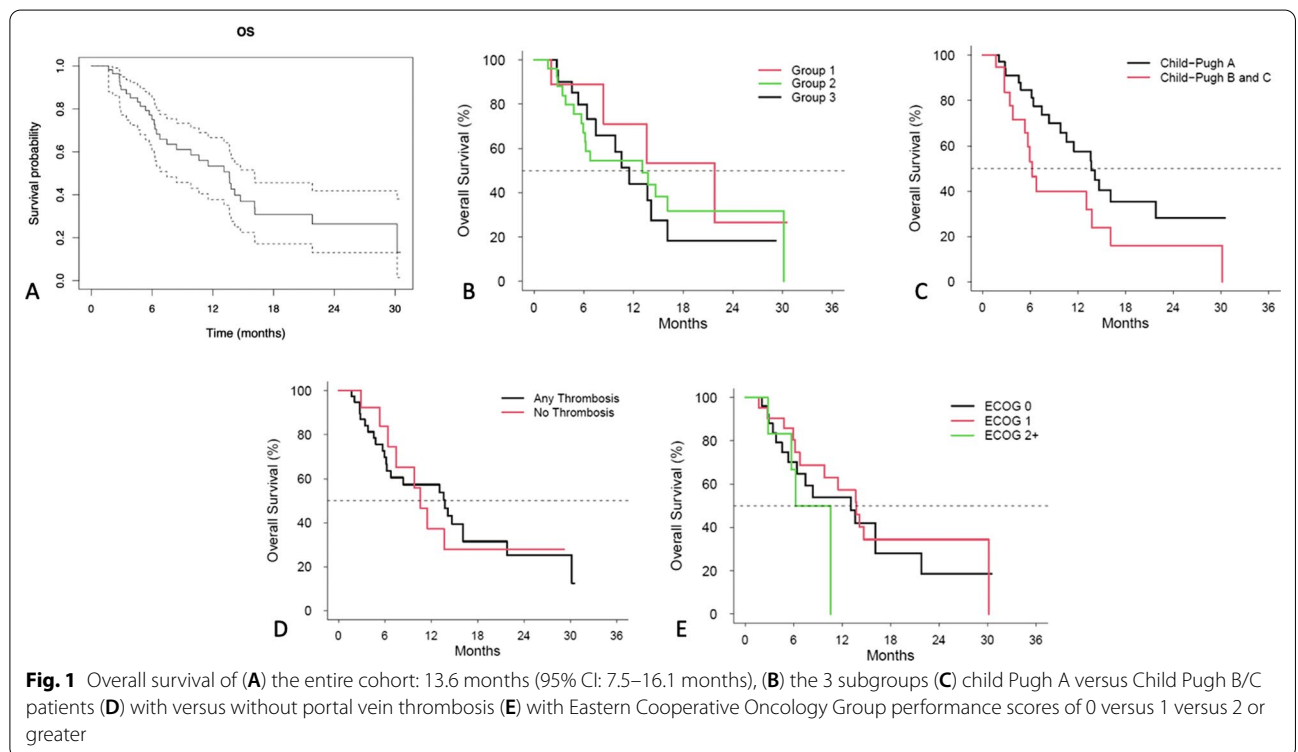 OS
Survival probability
1.0
0.8
0.6
0.4
0.2
0.0
0 6 12 18 24 30
Time (months)
A
Overall Survival (%)
100
80
60
40
20
0
Group 1
Group 2
Group 3
0 6 12 18 24 30 36
Months
B
Overall Survival (%)
100
80
60
40
20
0
Child−Pugh A
Child−Pugh B and C
0 6 12 18 24 30 36
Months
C
Overall Survival (%)
100
80
60
40
20
0
Any Thrombosis
No Thrombosis
0 6 12 18 24 30 36
Months
D
Overall Survival (%)
100
80
60
40
20
0
ECOG 0
ECOG 1
ECOG 2+
0 6 12 18 24 30 36
Months
E
Fig. 1 Overall survival of (A) the entire cohort: 13.6 months (95% CI: 7.5–16.1 months), (B) the 3 subgroups (C) child Pugh A versus Child Pugh B/C
patients (D) with versus without portal vein thrombosis (E) with Eastern Cooperative Oncology Group performance scores of 0 versus 1 versus 2 or
greater